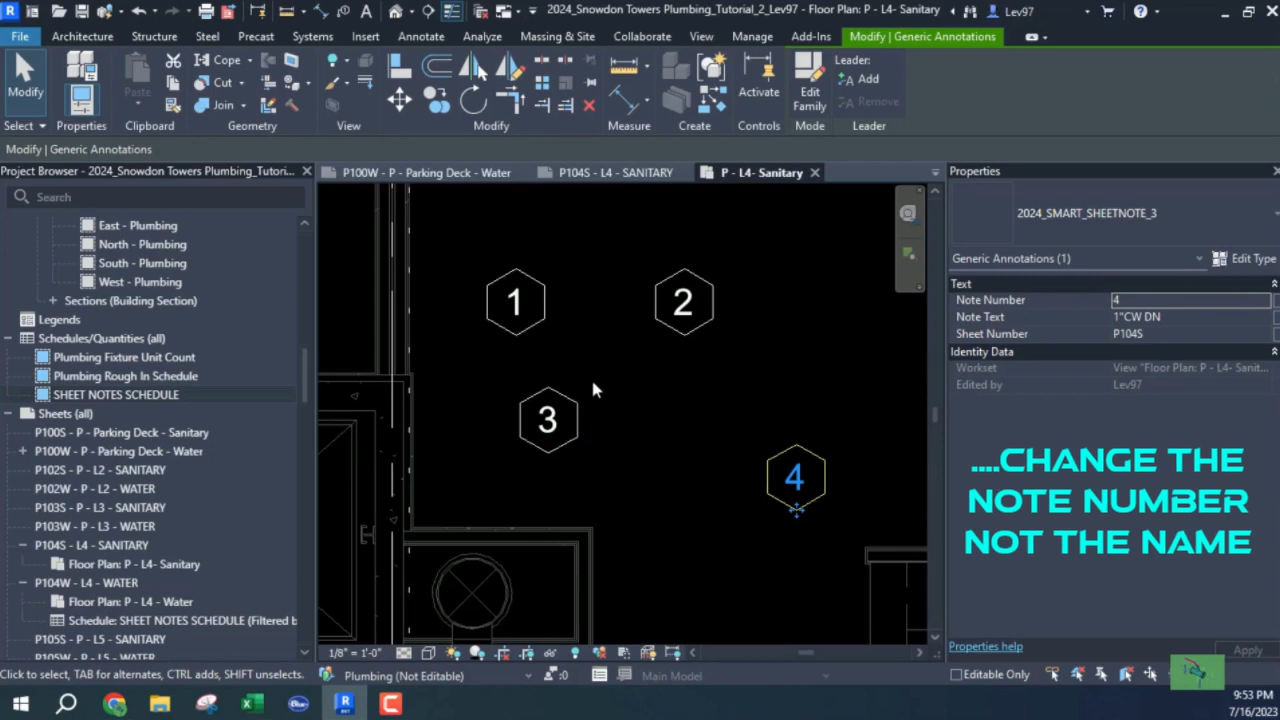 2024_Snowdon Towers Plumbing_Tutorial_2_Lev97 - Floor Plan: P - L4- Sanitary
Lev97
File Architecture Structure Steel Precast Systems Insert Annotate Analyze Massing & Site Collaborate View Manage Add-Ins Modify | Generic Annotations
Modify
Paste
Cope
Cut
Join
Activate
Edit
Family
Leader:
Add
Remove
Select Properties Clipboard Geometry View Modify Measure Create Controls Mode Leader
Modify | Generic Annotations
Project Browser - 2024_Snowdon Towers Plumbing_Tutori...
Search
East - Plumbing
North - Plumbing
South - Plumbing
West - Plumbing
Sections (Building Section)
Legends
Schedules/Quantities (all)
Plumbing Fixture Unit Count
Plumbing Rough In Schedule
SHEET NOTES SCHEDULE
Sheets (all)
P100S - P - Parking Deck - Sanitary
P100W - P - Parking Deck - Water
P102S - P - L2 - SANITARY
P102W - P - L2 - WATER
P103S - P - L3 - SANITARY
P103W - P - L3 - WATER
P104S - L4 - SANITARY
Floor Plan: P - L4- Sanitary
P104W - L4 - WATER
Floor Plan: P - L4 - Water
Schedule: SHEET NOTES SCHEDULE (Filtered b
P105S - P - L5 - SANITARY
P105W - P - L5 - WATER
P100W - P - Parking Deck - Water
P104S - L4 - SANITARY
P - L4- Sanitary
1
2
3
4
1/8" = 1'-0"
Properties
2024_SMART_SHEETNOTE_3
Generic Annotations (1)
Edit Type
Text
Note Number 4
Note Text 1"CW DN
Sheet Number P104S
Identity Data
Workset View "Floor Plan: P - L4- Sanit...
Edited by Lev97
....CHANGE THE
NOTE NUMBER
NOT THE NAME
Properties help
Apply
Click to select, TAB for alternates, CTRL adds, SHIFT unselects.
Plumbing (Not Editable)
:0
Main Model
Editable Only
9:53 PM
7/16/2023